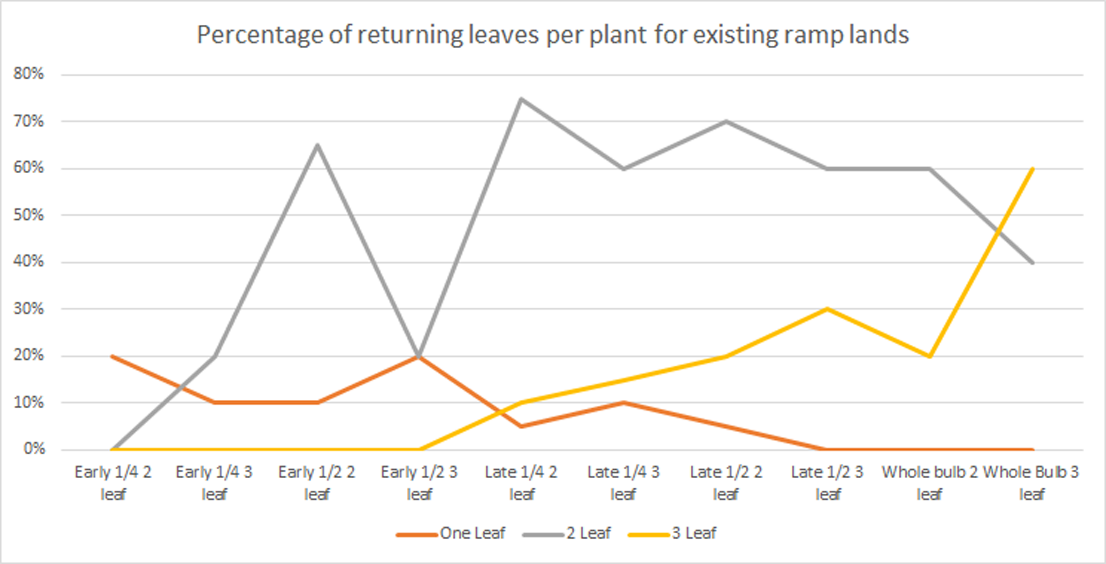 Percentage of returning leaves per plant for existing ramp lands
80%
70%
60%
50%
40%
30%
20%
10%
0%
Early 1/4 2 leaf
Early 1/4 3 leaf
Early 1/2 2 leaf
Early 1/2 3 leaf
Late 1/4 2 leaf
Late 1/4 3 leaf
Late 1/2 2 leaf
Late 1/2 3 leaf
Whole bulb 2 leaf
Whole Bulb 3 leaf
One Leaf
2 Leaf
3 Leaf